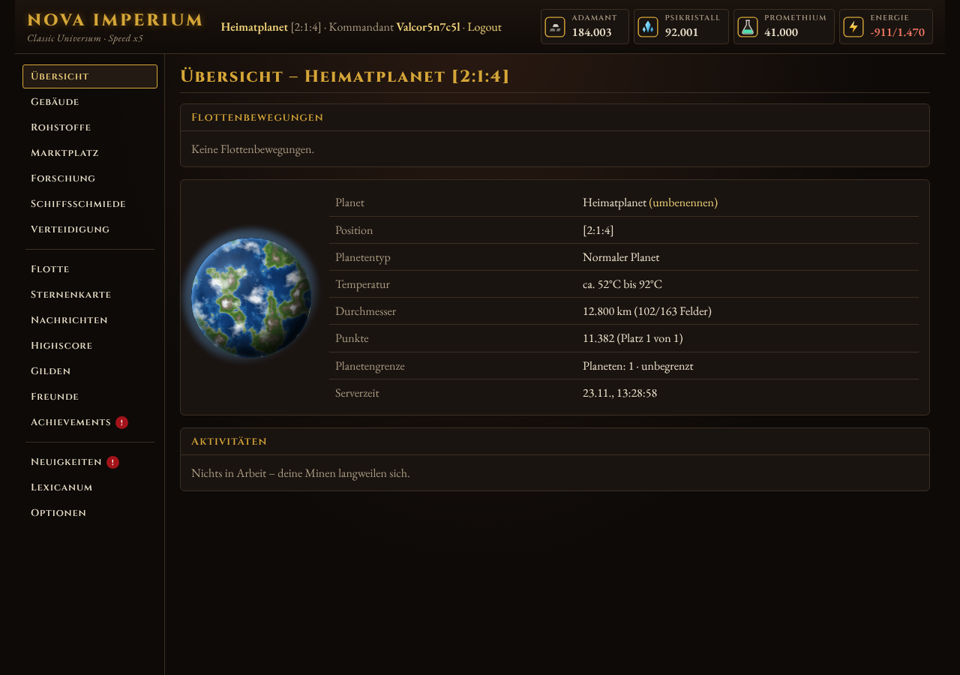 NOVA IMPERIUM
Classic Universum · Speed x5
Heimatplanet [2:1:4] · Kommandant Valcor5n7c5l · Logout
ADAMANT
184.003
PSIKRISTALL
92.001
PROMETHIUM
41.000
ENERGIE
-911/1.470
ÜBERSICHT
GEBÄUDE
ROHSTOFFE
MARKTPLATZ
FORSCHUNG
SCHIFFSSCHMIEDE
VERTEIDIGUNG
FLOTTE
STERNENKARTE
NACHRICHTEN
HIGHSCORE
GILDEN
FREUNDE
ACHIEVEMENTS !
NEUIGKEITEN !
LEXICANUM
OPTIONEN
Übersicht – Heimatplanet [2:1:4]
Flottenbewegungen
Keine Flottenbewegungen.
Planet Heimatplanet (umbenennen)
Position [2:1:4]
Planetentyp Normaler Planet
Temperatur ca. 52°C bis 92°C
Durchmesser 12.800 km (102/163 Felder)
Punkte 11.382 (Platz 1 von 1)
Planetengrenze Planeten: 1 · unbegrenzt
Serverzeit 23.11., 13:28:58
Aktivitäten
Nichts in Arbeit – deine Minen langweilen sich.